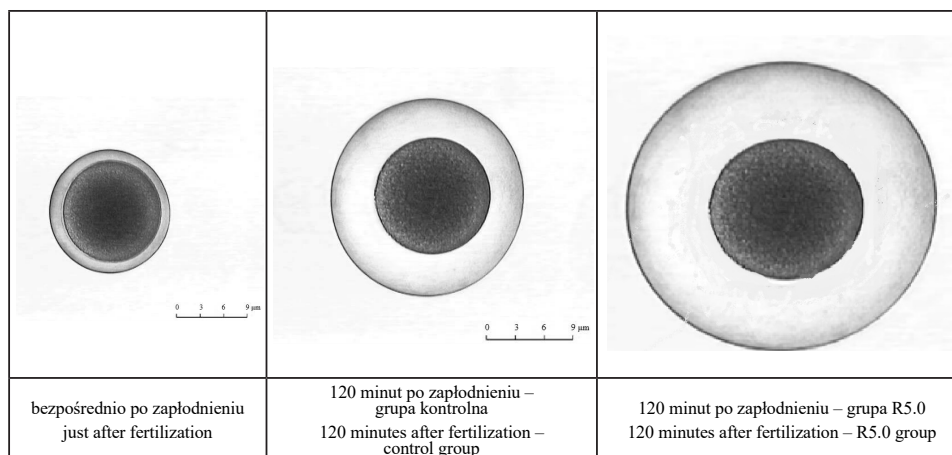 0 3 6 9 μm
0 3 6 9 μm
bezpośrednio po zapłodnieniu
just after fertilization
120 minut po zapłodnieniu –
grupa kontrolna
120 minutes after fertilization –
control group
120 minut po zapłodnieniu – grupa R5.0
120 minutes after fertilization – R5.0 group